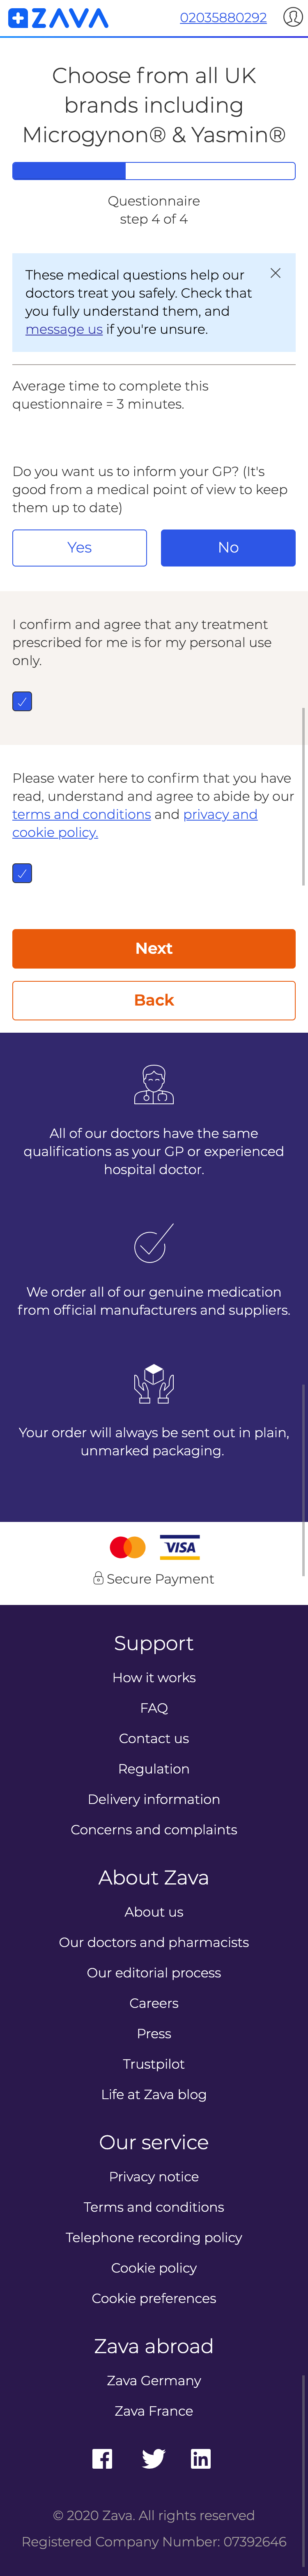 ZAVA
02035880292
Choose from all UK
brands including
Microgynon® & Yasmin®
Questionnaire
step 4 of 4
These medical questions help our
doctors treat you safely. Check that
you fully understand them, and
message us if you're unsure.
Average time to complete this
questionnaire = 3 minutes.
Do you want us to inform your GP? (It's
good from a medical point of view to keep
them up to date)
Yes
No
I confirm and agree that any treatment
prescribed for me is for my personal use
only.
Please water here to confirm that you have
read, understand and agree to abide by our
terms and conditions and privacy and
cookie policy.
Next
Back
All of our doctors have the same
qualifications as your GP or experienced
hospital doctor.
We order all of our genuine medication
from official manufacturers and suppliers.
Your order will always be sent out in plain,
unmarked packaging.
VISA
Secure Payment
Support
How it works
FAQ
Contact us
Regulation
Delivery information
Concerns and complaints
About Zava
About us
Our doctors and pharmacists
Our editorial process
Careers
Press
Trustpilot
Life at Zava blog
Our service
Privacy notice
Terms and conditions
Telephone recording policy
Cookie policy
Cookie preferences
Zava abroad
Zava Germany
Zava France
© 2020 Zava. All rights reserved
Registered Company Number: 07392646